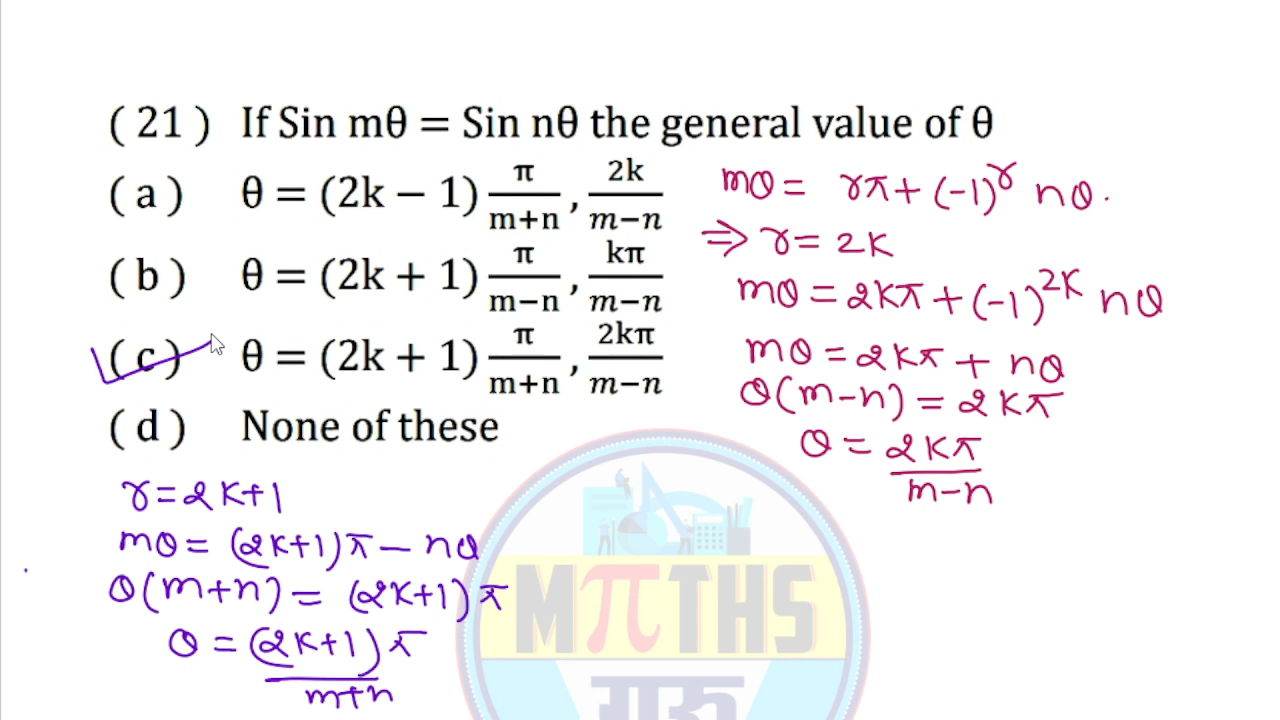 ( 21 ) If Sin mθ = Sin nθ the general value of θ
( a ) θ = (2k − 1) π/m+n , 2k/m−n
( b ) θ = (2k + 1) π/m−n , kπ/m−n
( c ) θ = (2k + 1) π/m+n , 2kπ/m−n
( d ) None of these
mθ = rπ + (-1)^r nθ.
⇒ r = 2K
mθ = 2Kπ + (-1)^2K nθ
mθ = 2Kπ + nθ
θ(m-n) = 2Kπ
θ = 2Kπ/m-n
r = 2K+1
mθ = (2K+1)π - nθ
θ(m+n) = (2K+1)π
θ = (2K+1)π/m+n
MπTHS
गुरू